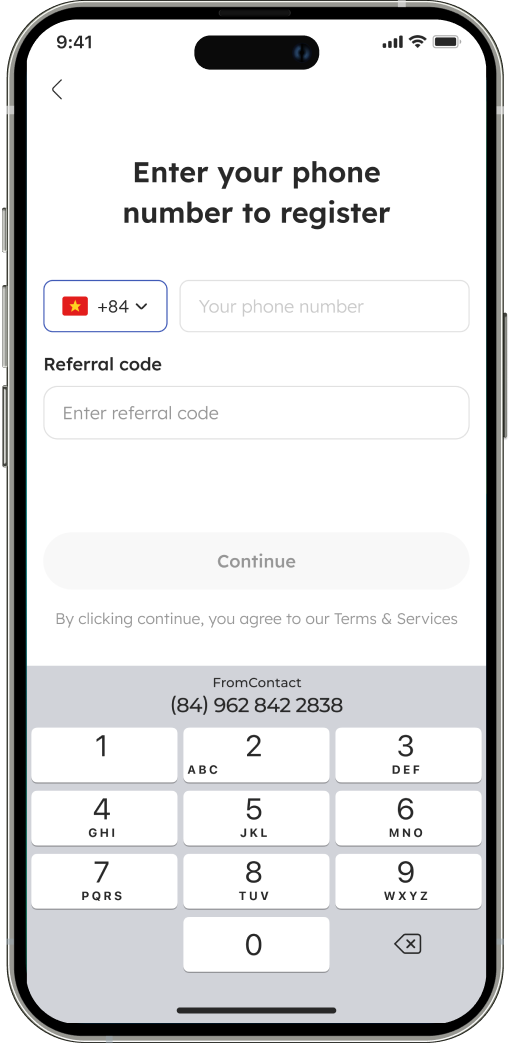 9:41
Enter your phone
number to register
+84
Your phone number
Referral code
Enter referral code
Continue
By clicking continue, you agree to our Terms & Services
FromContact
(84) 962 842 2838
1 2 3
ABC DEF
4 5 6
GHI JKL MNO
7 8 9
PQRS TUV WXYZ
0